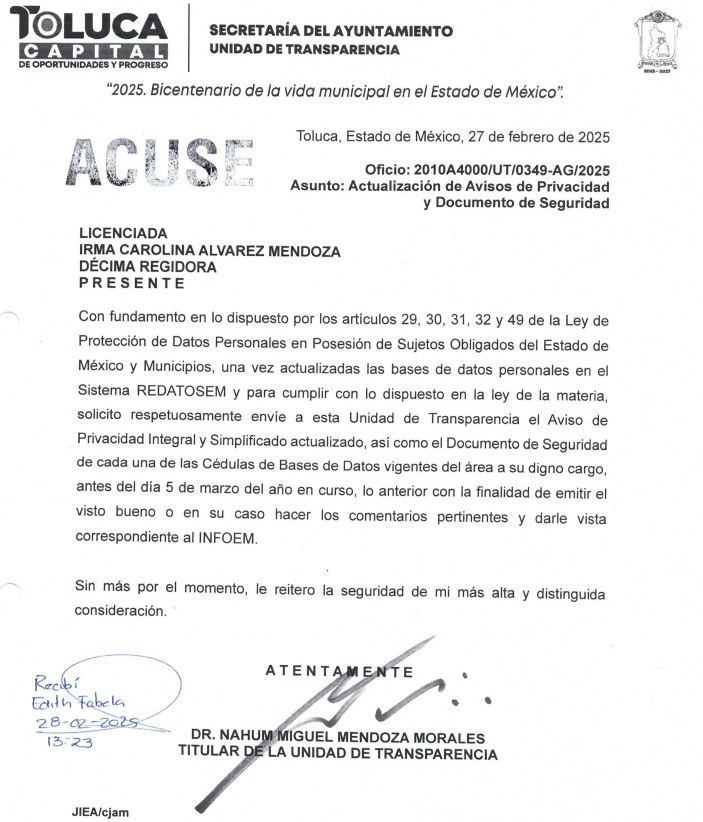 TOLUCA
CAPITAL
DE OPORTUNIDADES Y PROGRESO
SECRETARÍA DEL AYUNTAMIENTO
UNIDAD DE TRANSPARENCIA
2025 - 2027
“2025. Bicentenario de la vida municipal en el Estado de México”.
ACUSE
Toluca, Estado de México, 27 de febrero de 2025
Oficio: 2010A4000/UT/0349-AG/2025
Asunto: Actualización de Avisos de Privacidad
y Documento de Seguridad
LICENCIADA
IRMA CAROLINA ALVAREZ MENDOZA
DÉCIMA REGIDORA
P R E S E N T E
Con fundamento en lo dispuesto por los artículos 29, 30, 31, 32 y 49 de la Ley de
Protección de Datos Personales en Posesión de Sujetos Obligados del Estado de
México y Municipios, una vez actualizadas las bases de datos personales en el
Sistema REDATOSEM y para cumplir con lo dispuesto en la ley de la materia,
solicito respetuosamente envíe a esta Unidad de Transparencia el Aviso de
Privacidad Integral y Simplificado actualizado, así como el Documento de Seguridad
de cada una de las Cédulas de Bases de Datos vigentes del área a su digno cargo,
antes del día 5 de marzo del año en curso, lo anterior con la finalidad de emitir el
visto bueno o en su caso hacer los comentarios pertinentes y darle vista
correspondiente al INFOEM.
Sin más por el momento, le reitero la seguridad de mi más alta y distinguida
consideración.
A T E N T A M E N T E
Recibí
Edith Fabela
28-02-2025
13:23
DR. NAHUM MIGUEL MENDOZA MORALES
TITULAR DE LA UNIDAD DE TRANSPARENCIA
JIEA/cjam